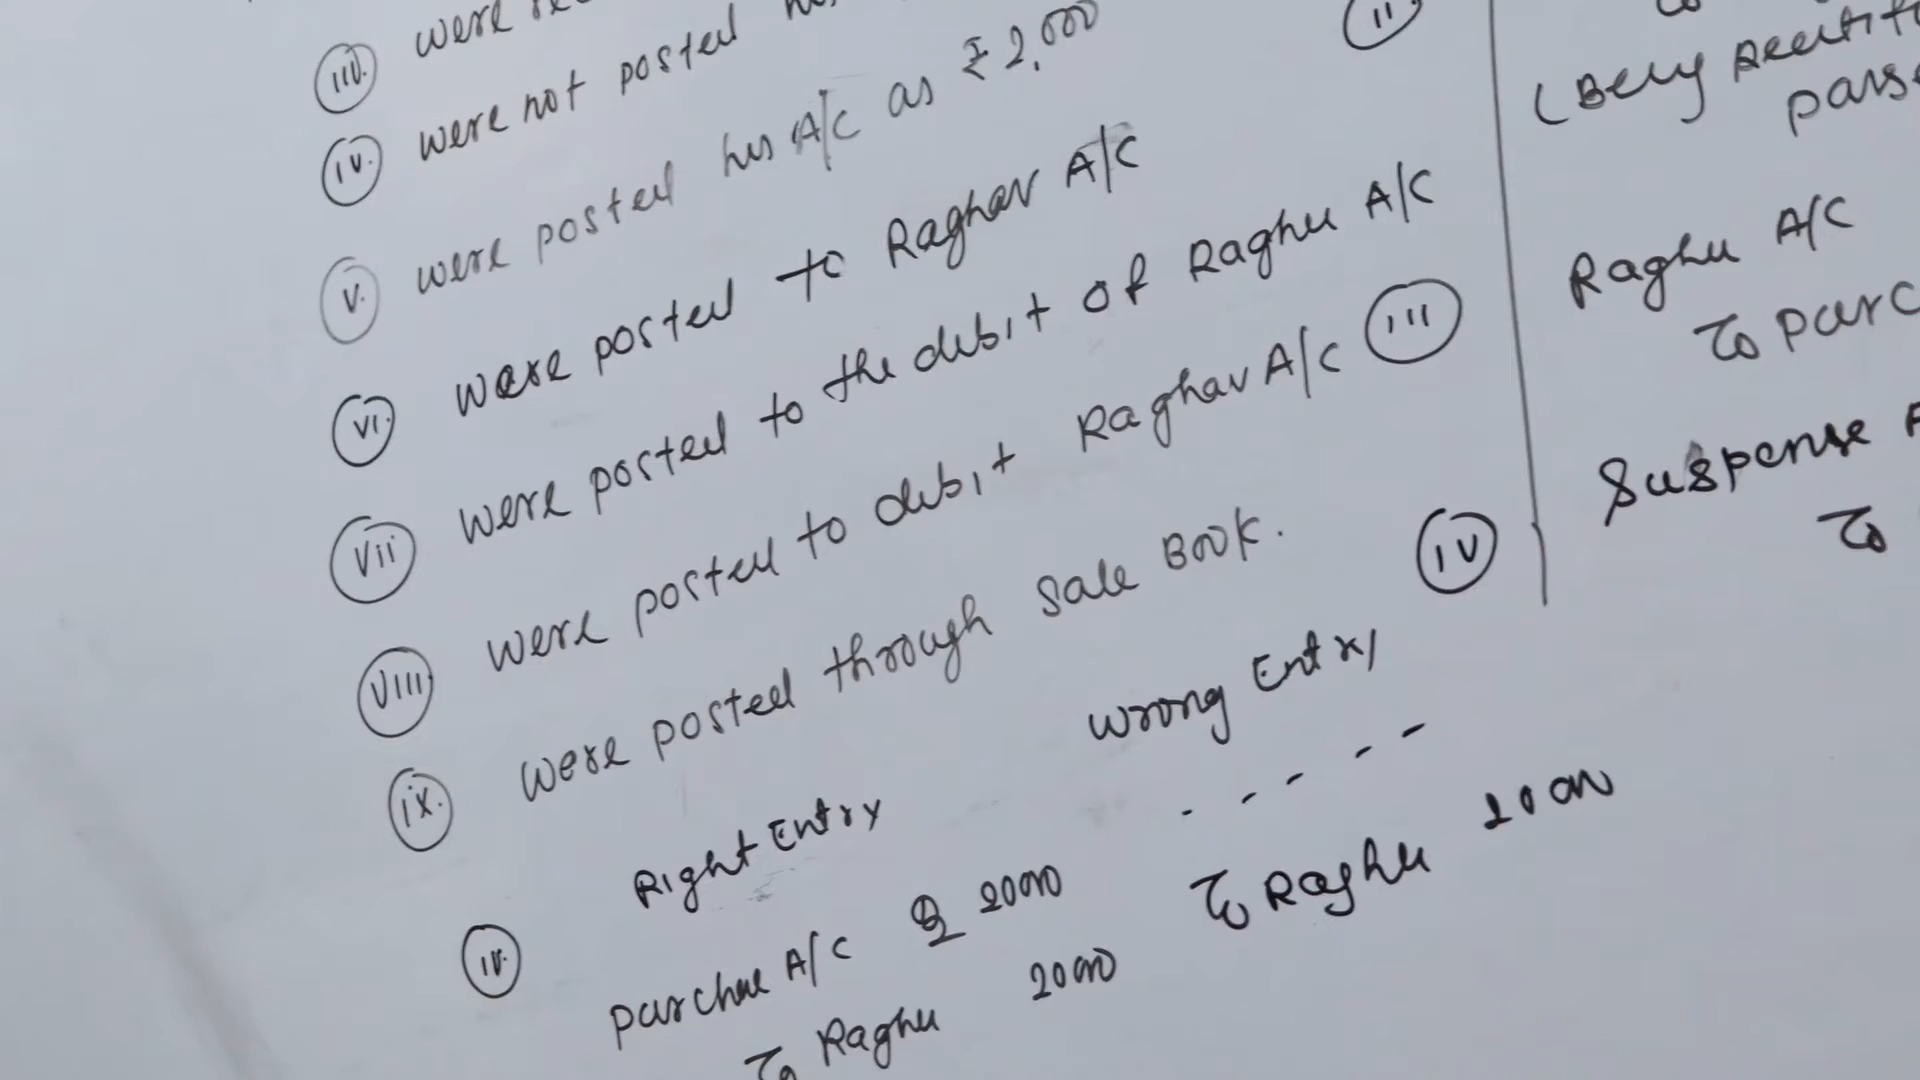 iii. were
iv. were not posted
v. were posted his A/C as ₹ 2,000
vi. were posted to Raghav A/C
vii were posted to the debit of Raghu A/C
viii. were posted to debit Raghav A/C
ix. were posted through Sale Book.
Right Entry wrong Entry
- - - - -
iv. purchase A/C 2000 To Raghu
To Raghu 2000
ii
(Being
pass
Raghu A/C
iii To purc
Suspense A
iv To